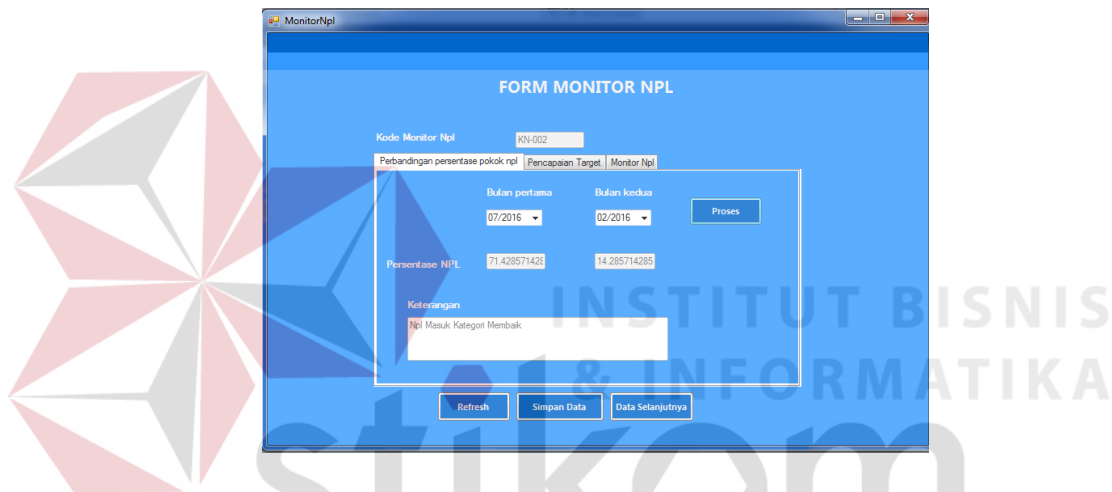 MonitorNpl
FORM MONITOR NPL
Kode Monitor Npl KN-002
Perbandingan persentase pokok npl Pencapaian Target Monitor Npl
Bulan pertama Bulan kedua
07/2016 02/2016 Proses
Persentase NPL 71.428571428 14.285714285
Keterangan
Npl Masuk Kategori Membaik
Refresh Simpan Data Data Selanjutnya
INSTITUT BISNIS
& INFORMATIKA
stikom